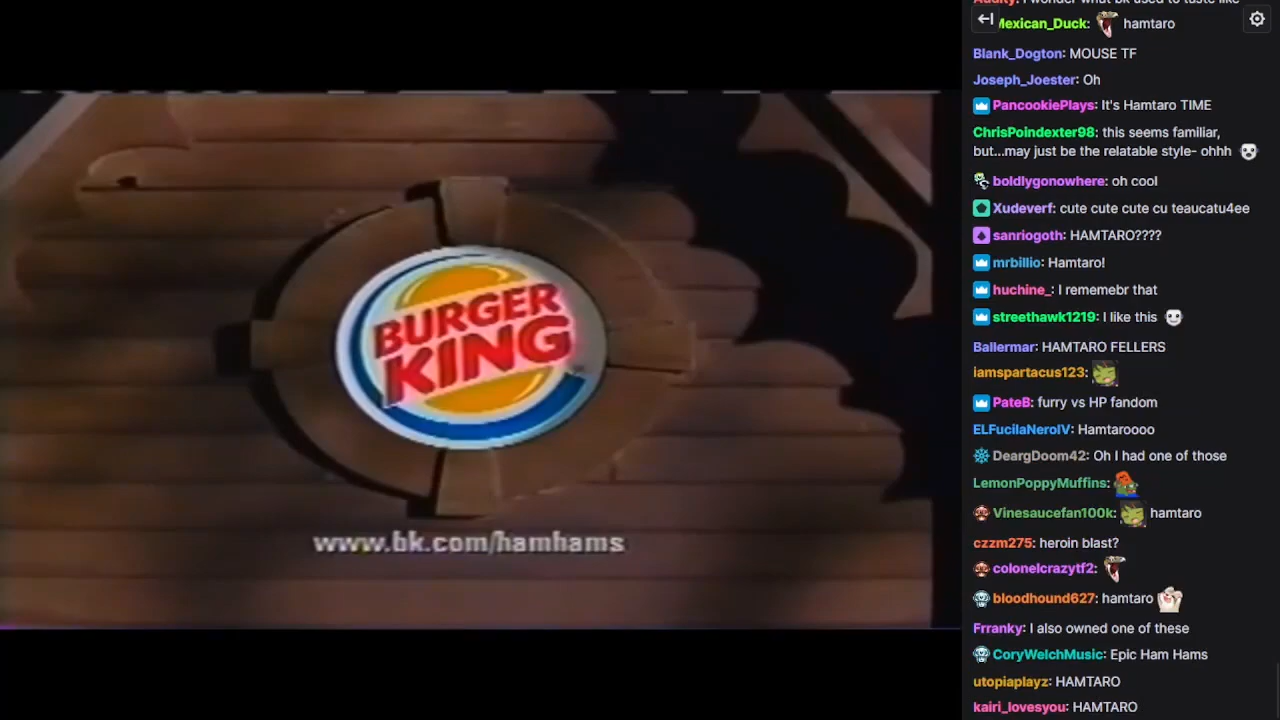 BURGER
KING
www.bk.com/hamhams
Mexican_Duck: hamtaro
Blank_Dogton: MOUSE TF
Joseph_Joester: Oh
PancookiePlays: It's Hamtaro TIME
ChrisPoindexter98: this seems familiar,
but...may just be the relatable style- ohhh
boldlygonowhere: oh cool
Xudeverf: cute cute cute cu teaucatu4ee
sanriogoth: HAMTARO????
mrbillio: Hamtaro!
huchine_: I rememebr that
streethawk1219: I like this
Ballermar: HAMTARO FELLERS
iamspartacus123:
PateB: furry vs HP fandom
ELFucilaNeroIV: Hamtaroooo
DeargDoom42: Oh I had one of those
LemonPoppyMuffins:
Vinesaucefan100k: hamtaro
czzm275: heroin blast?
colonelcrazytf2:
bloodhound627: hamtaro
Frranky: I also owned one of these
CoryWelchMusic: Epic Ham Hams
utopiaplayz: HAMTARO
kairi_lovesyou: HAMTARO